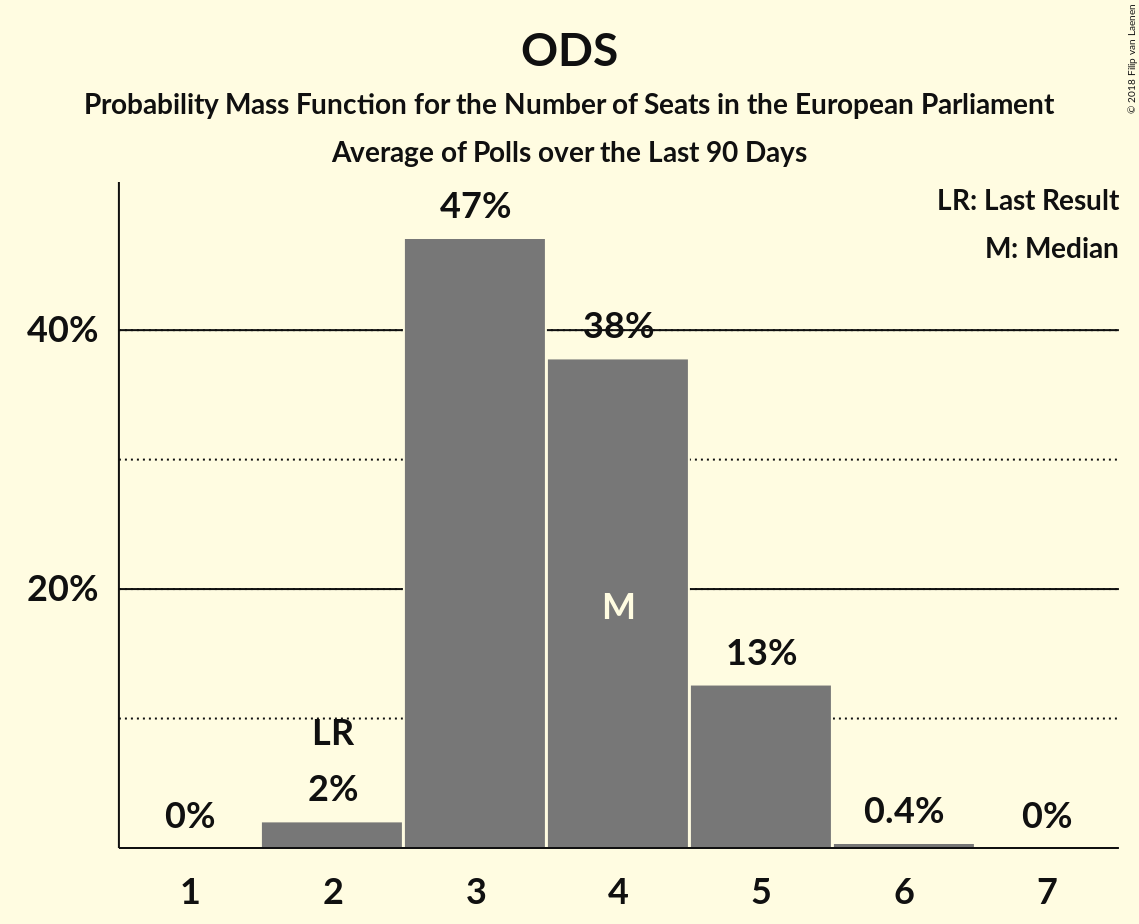 ODS
Probability Mass Function for the Number of Seats in the European Parliament
Average of Polls over the Last 90 Days
© 2018 Filip van Laenen
LR: Last Result
M: Median
47%
40%
38%
20%
M
13%
LR
2%
0%
0.4%
0%
1 2 3 4 5 6 7